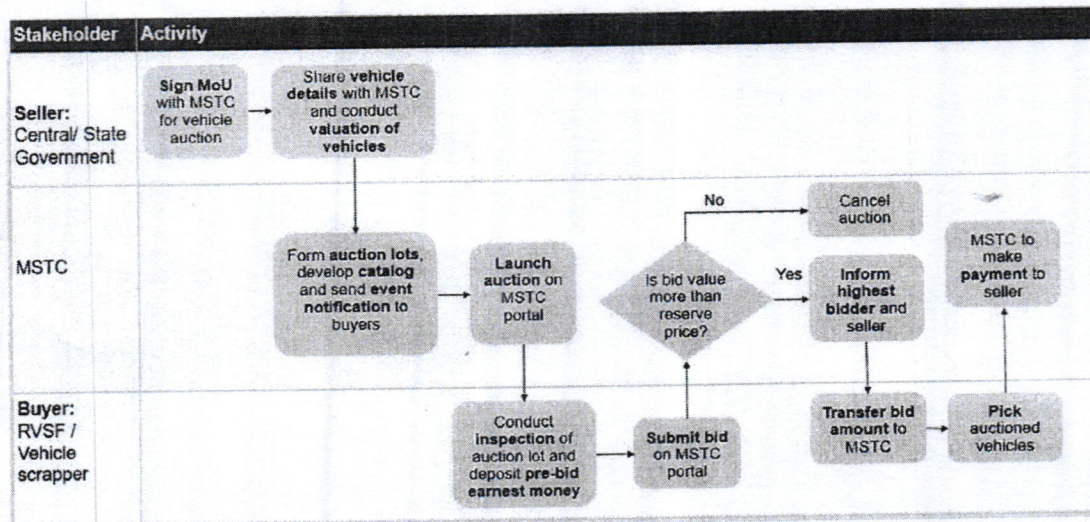 Stakeholder Activity
Seller:
Central/ State
Government
Sign MoU
with MSTC
for vehicle
auction
Share vehicle
details with MSTC
and conduct
valuation of
vehicles
MSTC
Form auction lots,
develop catalog
and send event
notification to
buyers
Launch
auction on
MSTC
portal
Is bid value
more than
reserve
price?
No
Cancel
auction
Yes
Inform
highest
bidder and
seller
MSTC to
make
payment to
seller
Buyer:
RVSF /
Vehicle
scrapper
Conduct
inspection of
auction lot and
deposit pre-bid
earnest money
Submit bid
on MSTC
portal
Transfer bid
amount to
MSTC
Pick
auctioned
vehicles